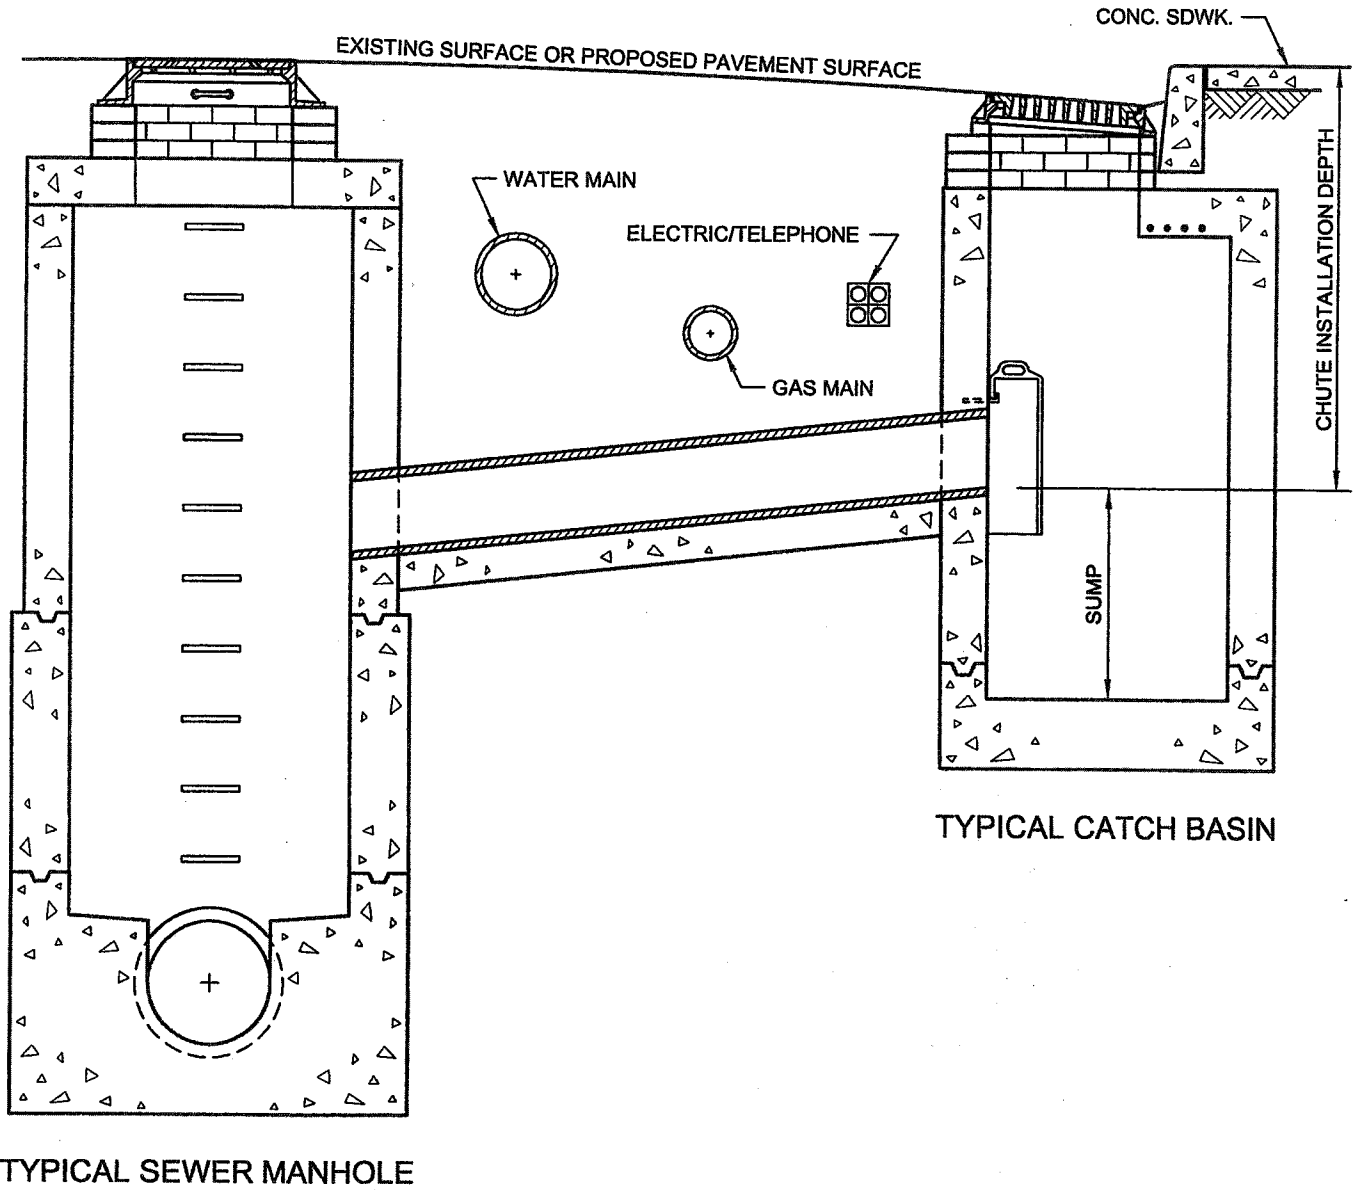 CONC. SDWK.
EXISTING SURFACE OR PROPOSED PAVEMENT SURFACE
WATER MAIN
ELECTRIC/TELEPHONE
GAS MAIN
CHUTE INSTALLATION DEPTH
SUMP
TYPICAL CATCH BASIN
TYPICAL SEWER MANHOLE